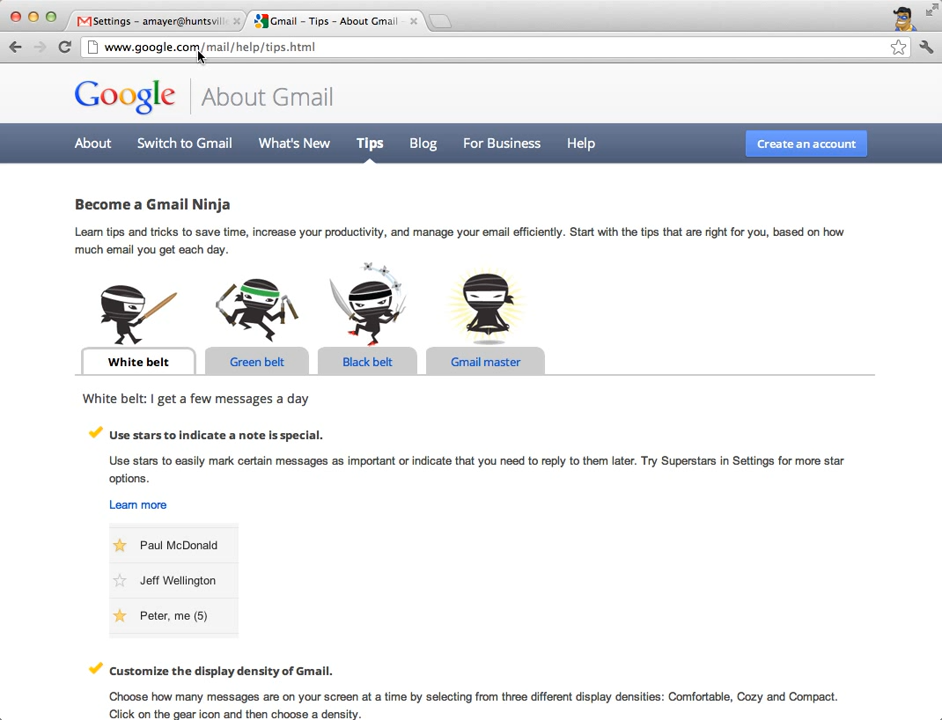 Settings – amayer@huntsvill
Gmail – Tips – About Gmail
www.google.com/mail/help/tips.html
Google About Gmail
About Switch to Gmail What's New Tips Blog For Business Help Create an account
Become a Gmail Ninja
Learn tips and tricks to save time, increase your productivity, and manage your email efficiently. Start with the tips that are right for you, based on how
much email you get each day.
White belt Green belt Black belt Gmail master
White belt: I get a few messages a day
Use stars to indicate a note is special.
Use stars to easily mark certain messages as important or indicate that you need to reply to them later. Try Superstars in Settings for more star
options.
Learn more
Paul McDonald
Jeff Wellington
Peter, me (5)
Customize the display density of Gmail.
Choose how many messages are on your screen at a time by selecting from three different display densities: Comfortable, Cozy and Compact.
Click on the gear icon and then choose a density.